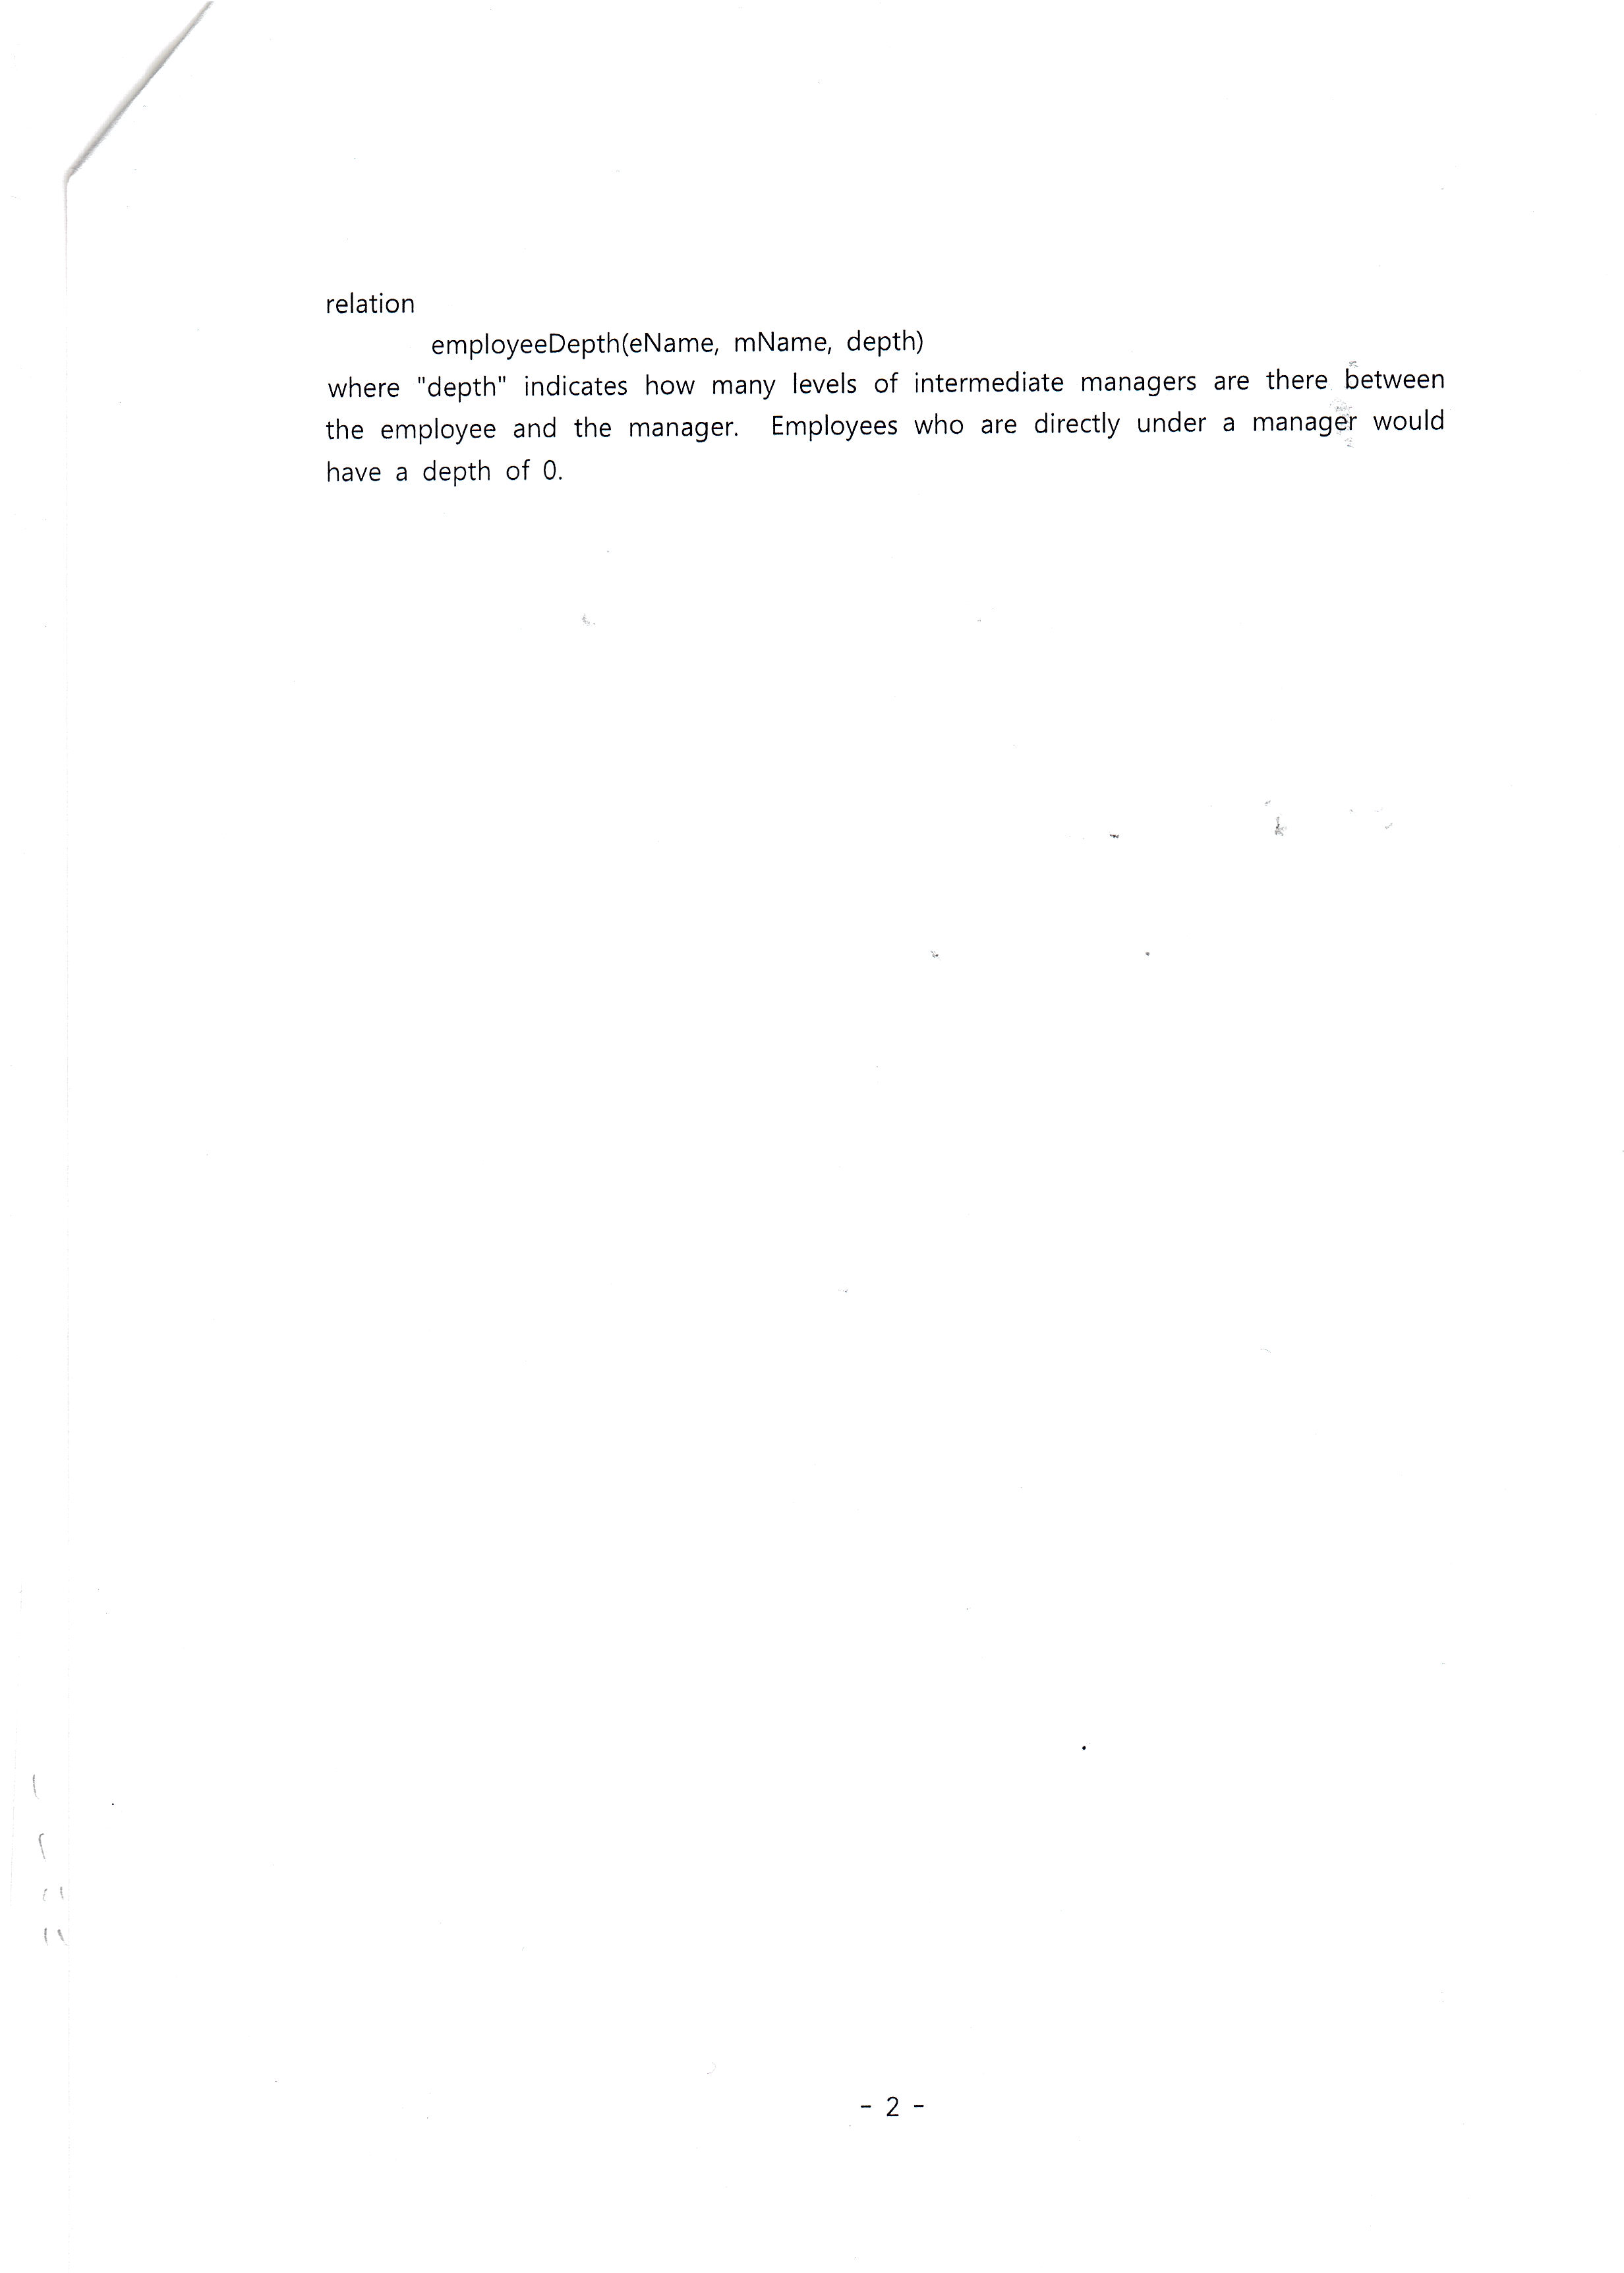 relation
employeeDepth(eName, mName, depth)
where "depth" indicates how many levels of intermediate managers are there between
the employee and the manager. Employees who are directly under a manager would
have a depth of 0.
- 2 -